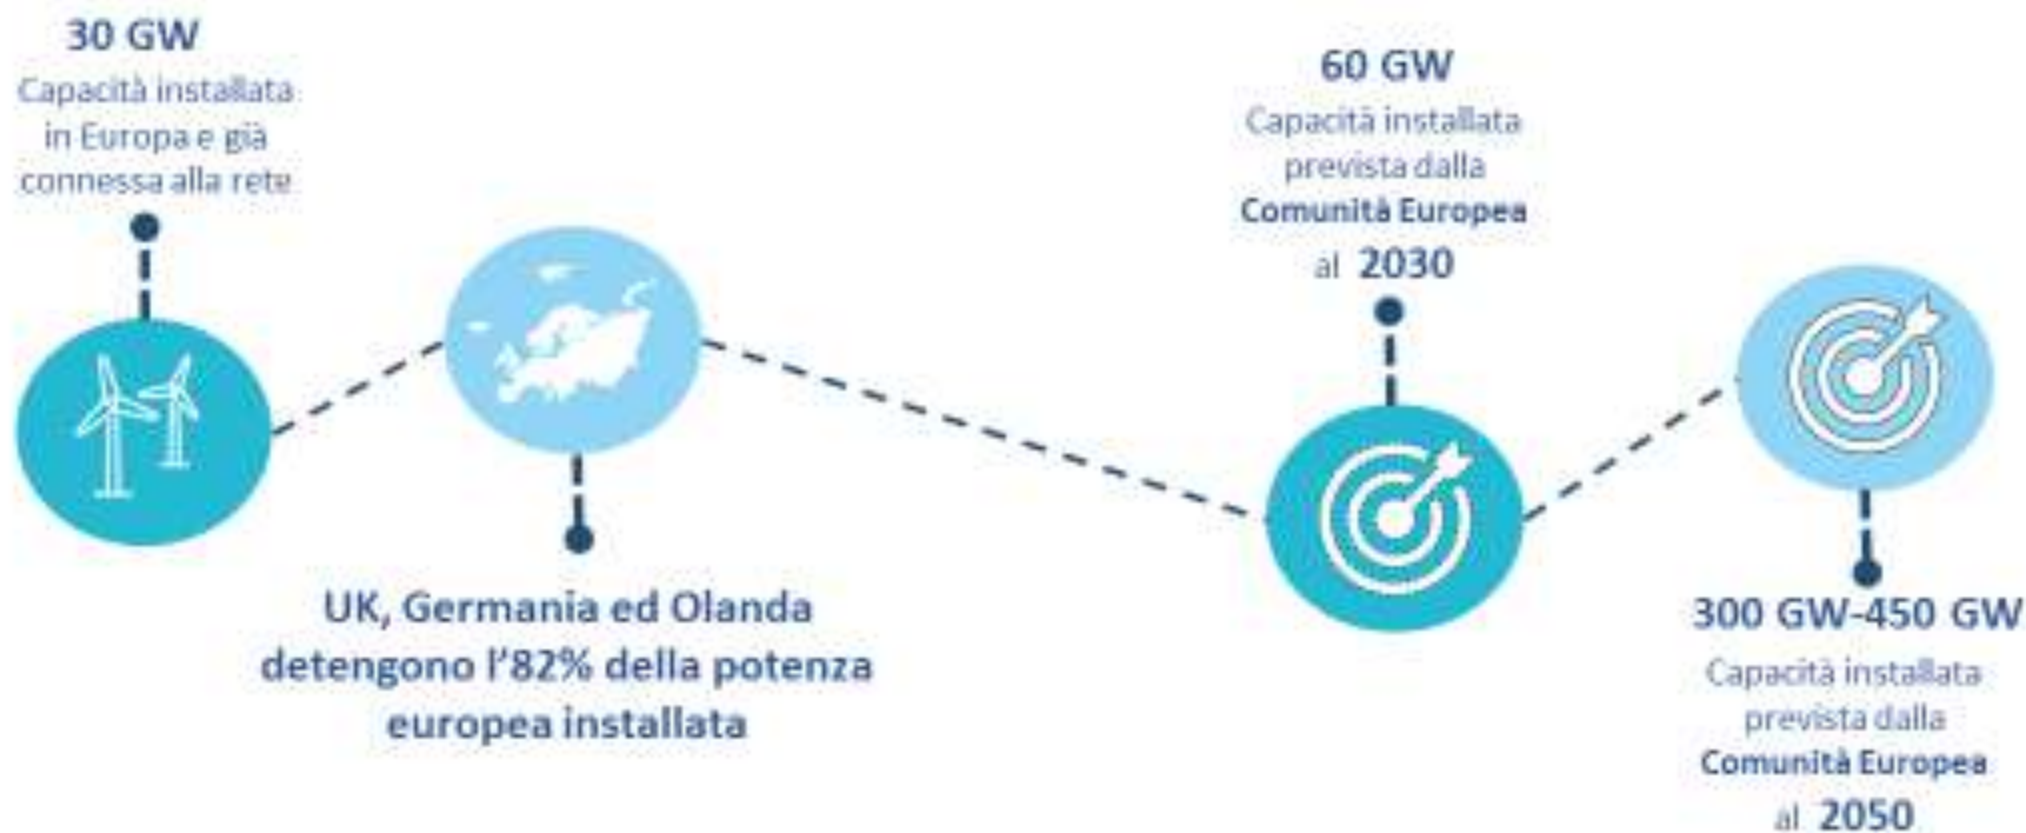 30 GW
Capacità installata
in Europa e già
connessa alla rete
UK, Germania ed Olanda
detengono l'82% della potenza
europea installata
60 GW
Capacità installata
prevista dalla
Comunità Europea
al 2030
300 GW-450 GW
Capacità installata
prevista dalla
Comunità Europea
al 2050